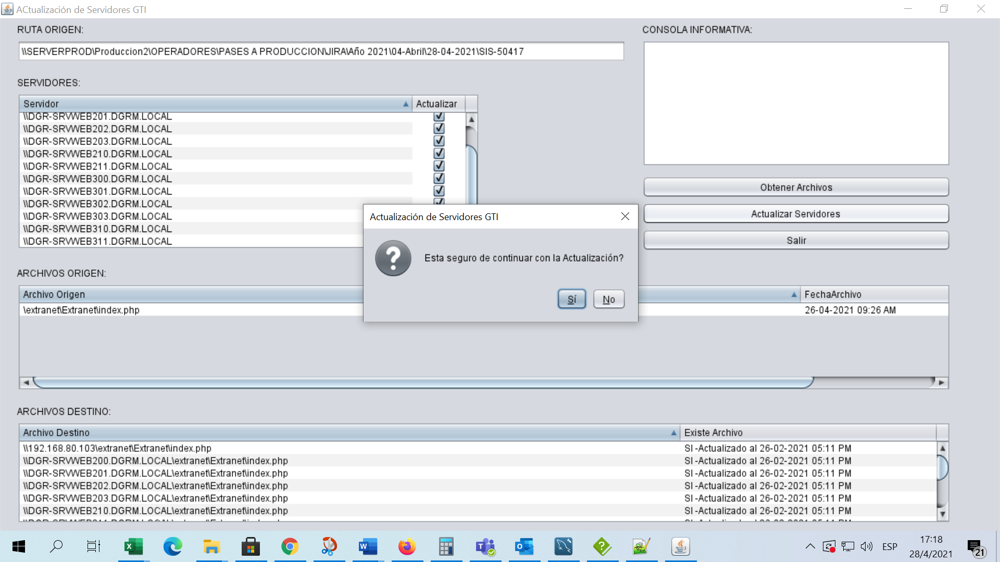 ACtualización de Servidores GTI
RUTA ORIGEN:
\\SERVERPROD\Produccion2\OPERADORES\PASES A PRODUCCION\JIRA\Año 2021\04-Abril\28-04-2021\SIS-50417
CONSOLA INFORMATIVA:
SERVIDORES:
Servidor Actualizar
\\DGR-SRVWEB201.DGRM.LOCAL
\\DGR-SRVWEB202.DGRM.LOCAL
\\DGR-SRVWEB203.DGRM.LOCAL
\\DGR-SRVWEB210.DGRM.LOCAL
\\DGR-SRVWEB211.DGRM.LOCAL
\\DGR-SRVWEB300.DGRM.LOCAL
\\DGR-SRVWEB301.DGRM.LOCAL
\\DGR-SRVWEB302.DGRM.LOCAL
\\DGR-SRVWEB303.DGRM.LOCAL
\\DGR-SRVWEB310.DGRM.LOCAL
\\DGR-SRVWEB311.DGRM.LOCAL
Obtener Archivos
Actualizar Servidores
Salir
Actualización de Servidores GTI
Esta seguro de continuar con la Actualización?
Sí No
ARCHIVOS ORIGEN:
Archivo Origen FechaArchivo
\extranet\Extranet\index.php 26-04-2021 09:26 AM
ARCHIVOS DESTINO:
Archivo Destino Existe Archivo
\\192.168.80.103\extranet\Extranet\index.php SI -Actualizado al 26-02-2021 05:11 PM
\\DGR-SRVWEB200.DGRM.LOCAL\extranet\Extranet\index.php SI -Actualizado al 26-02-2021 05:11 PM
\\DGR-SRVWEB201.DGRM.LOCAL\extranet\Extranet\index.php SI -Actualizado al 26-02-2021 05:11 PM
\\DGR-SRVWEB202.DGRM.LOCAL\extranet\Extranet\index.php SI -Actualizado al 26-02-2021 05:11 PM
\\DGR-SRVWEB203.DGRM.LOCAL\extranet\Extranet\index.php SI -Actualizado al 26-02-2021 05:11 PM
\\DGR-SRVWEB210.DGRM.LOCAL\extranet\Extranet\index.php SI -Actualizado al 26-02-2021 05:11 PM
ESP
17:18
28/4/2021
21